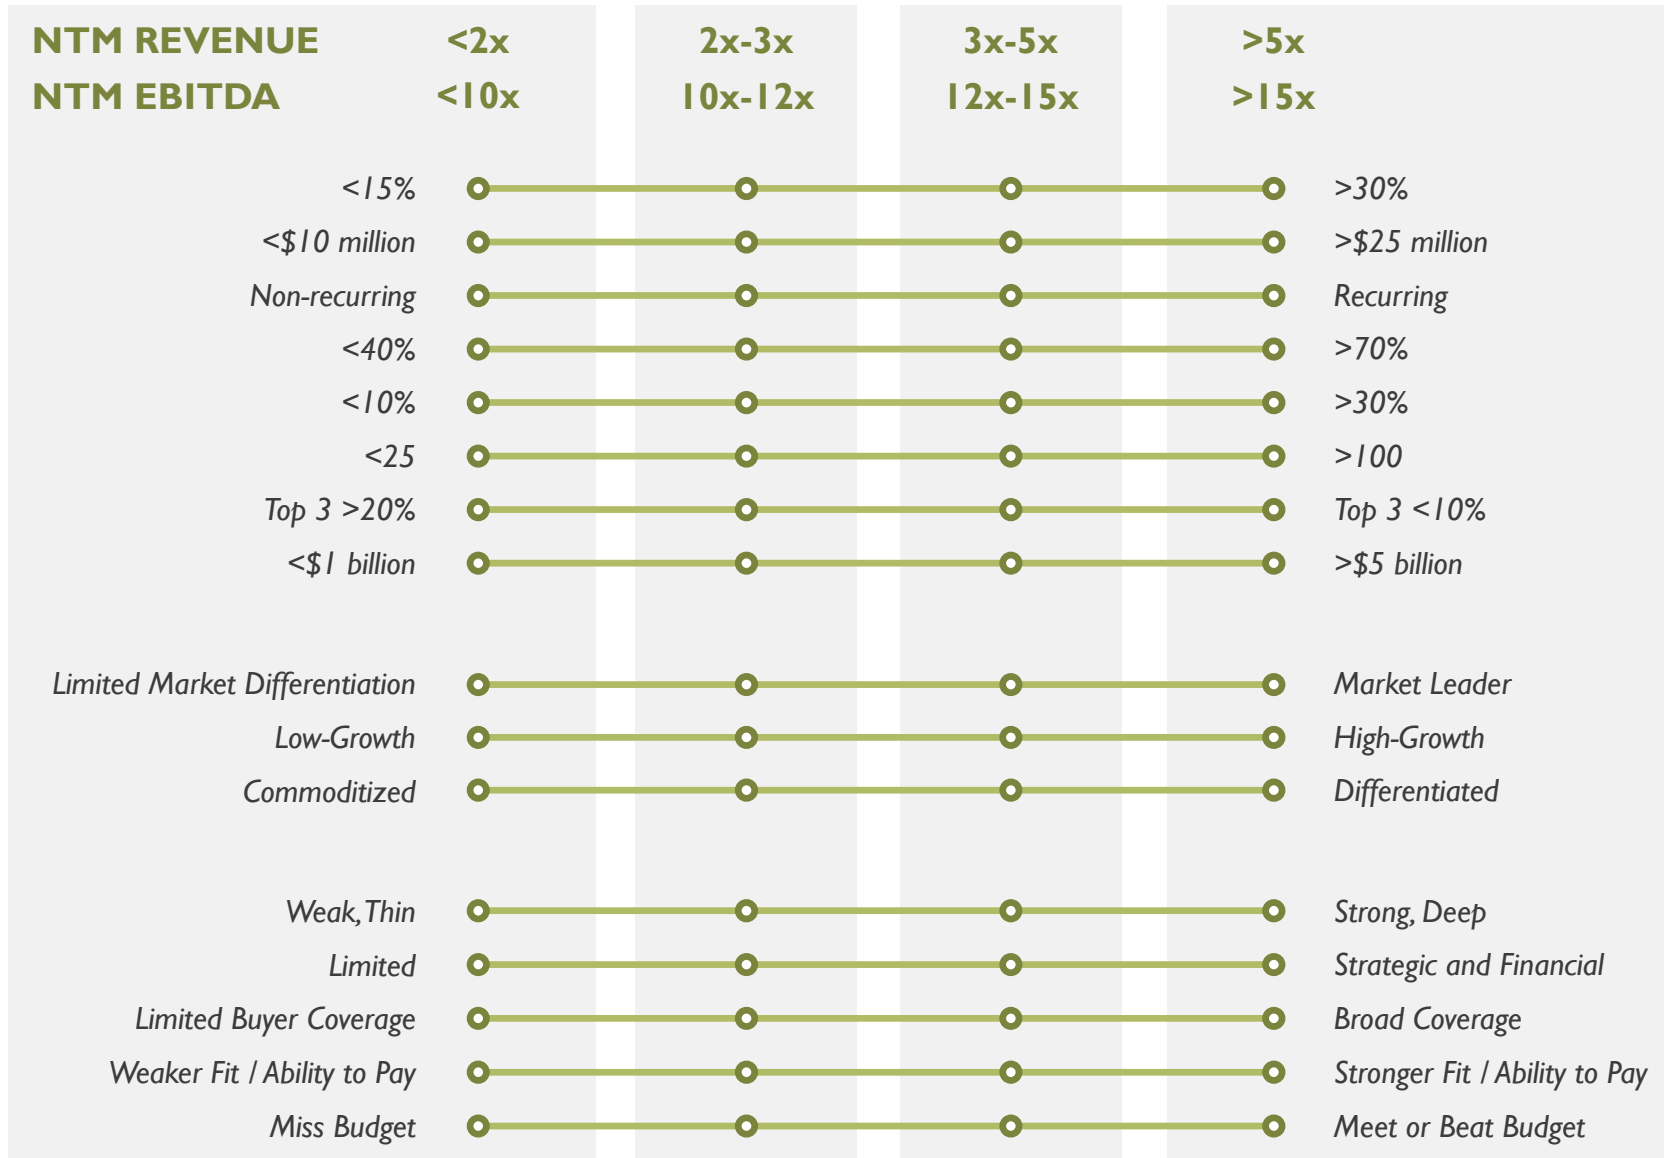 NTM REVENUE <2x 2x-3x 3x-5x >5x
NTM EBITDA <10x 10x-12x 12x-15x >15x
<15% >30%
<$10 million >$25 million
Non-recurring Recurring
<40% >70%
<10% >30%
<25 >100
Top 3 >20% Top 3 <10%
<$1 billion >$5 billion
Limited Market Differentiation Market Leader
Low-Growth High-Growth
Commoditized Differentiated
Weak, Thin Strong, Deep
Limited Strategic and Financial
Limited Buyer Coverage Broad Coverage
Weaker Fit / Ability to Pay Stronger Fit / Ability to Pay
Miss Budget Meet or Beat Budget